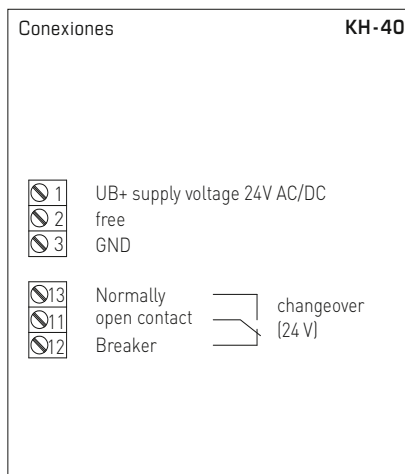 Conexiones KH-40
1 UB+ supply voltage 24V AC/DC
2 free
3 GND
13 Normally
11 open contact
12 Breaker
changeover
(24 V)